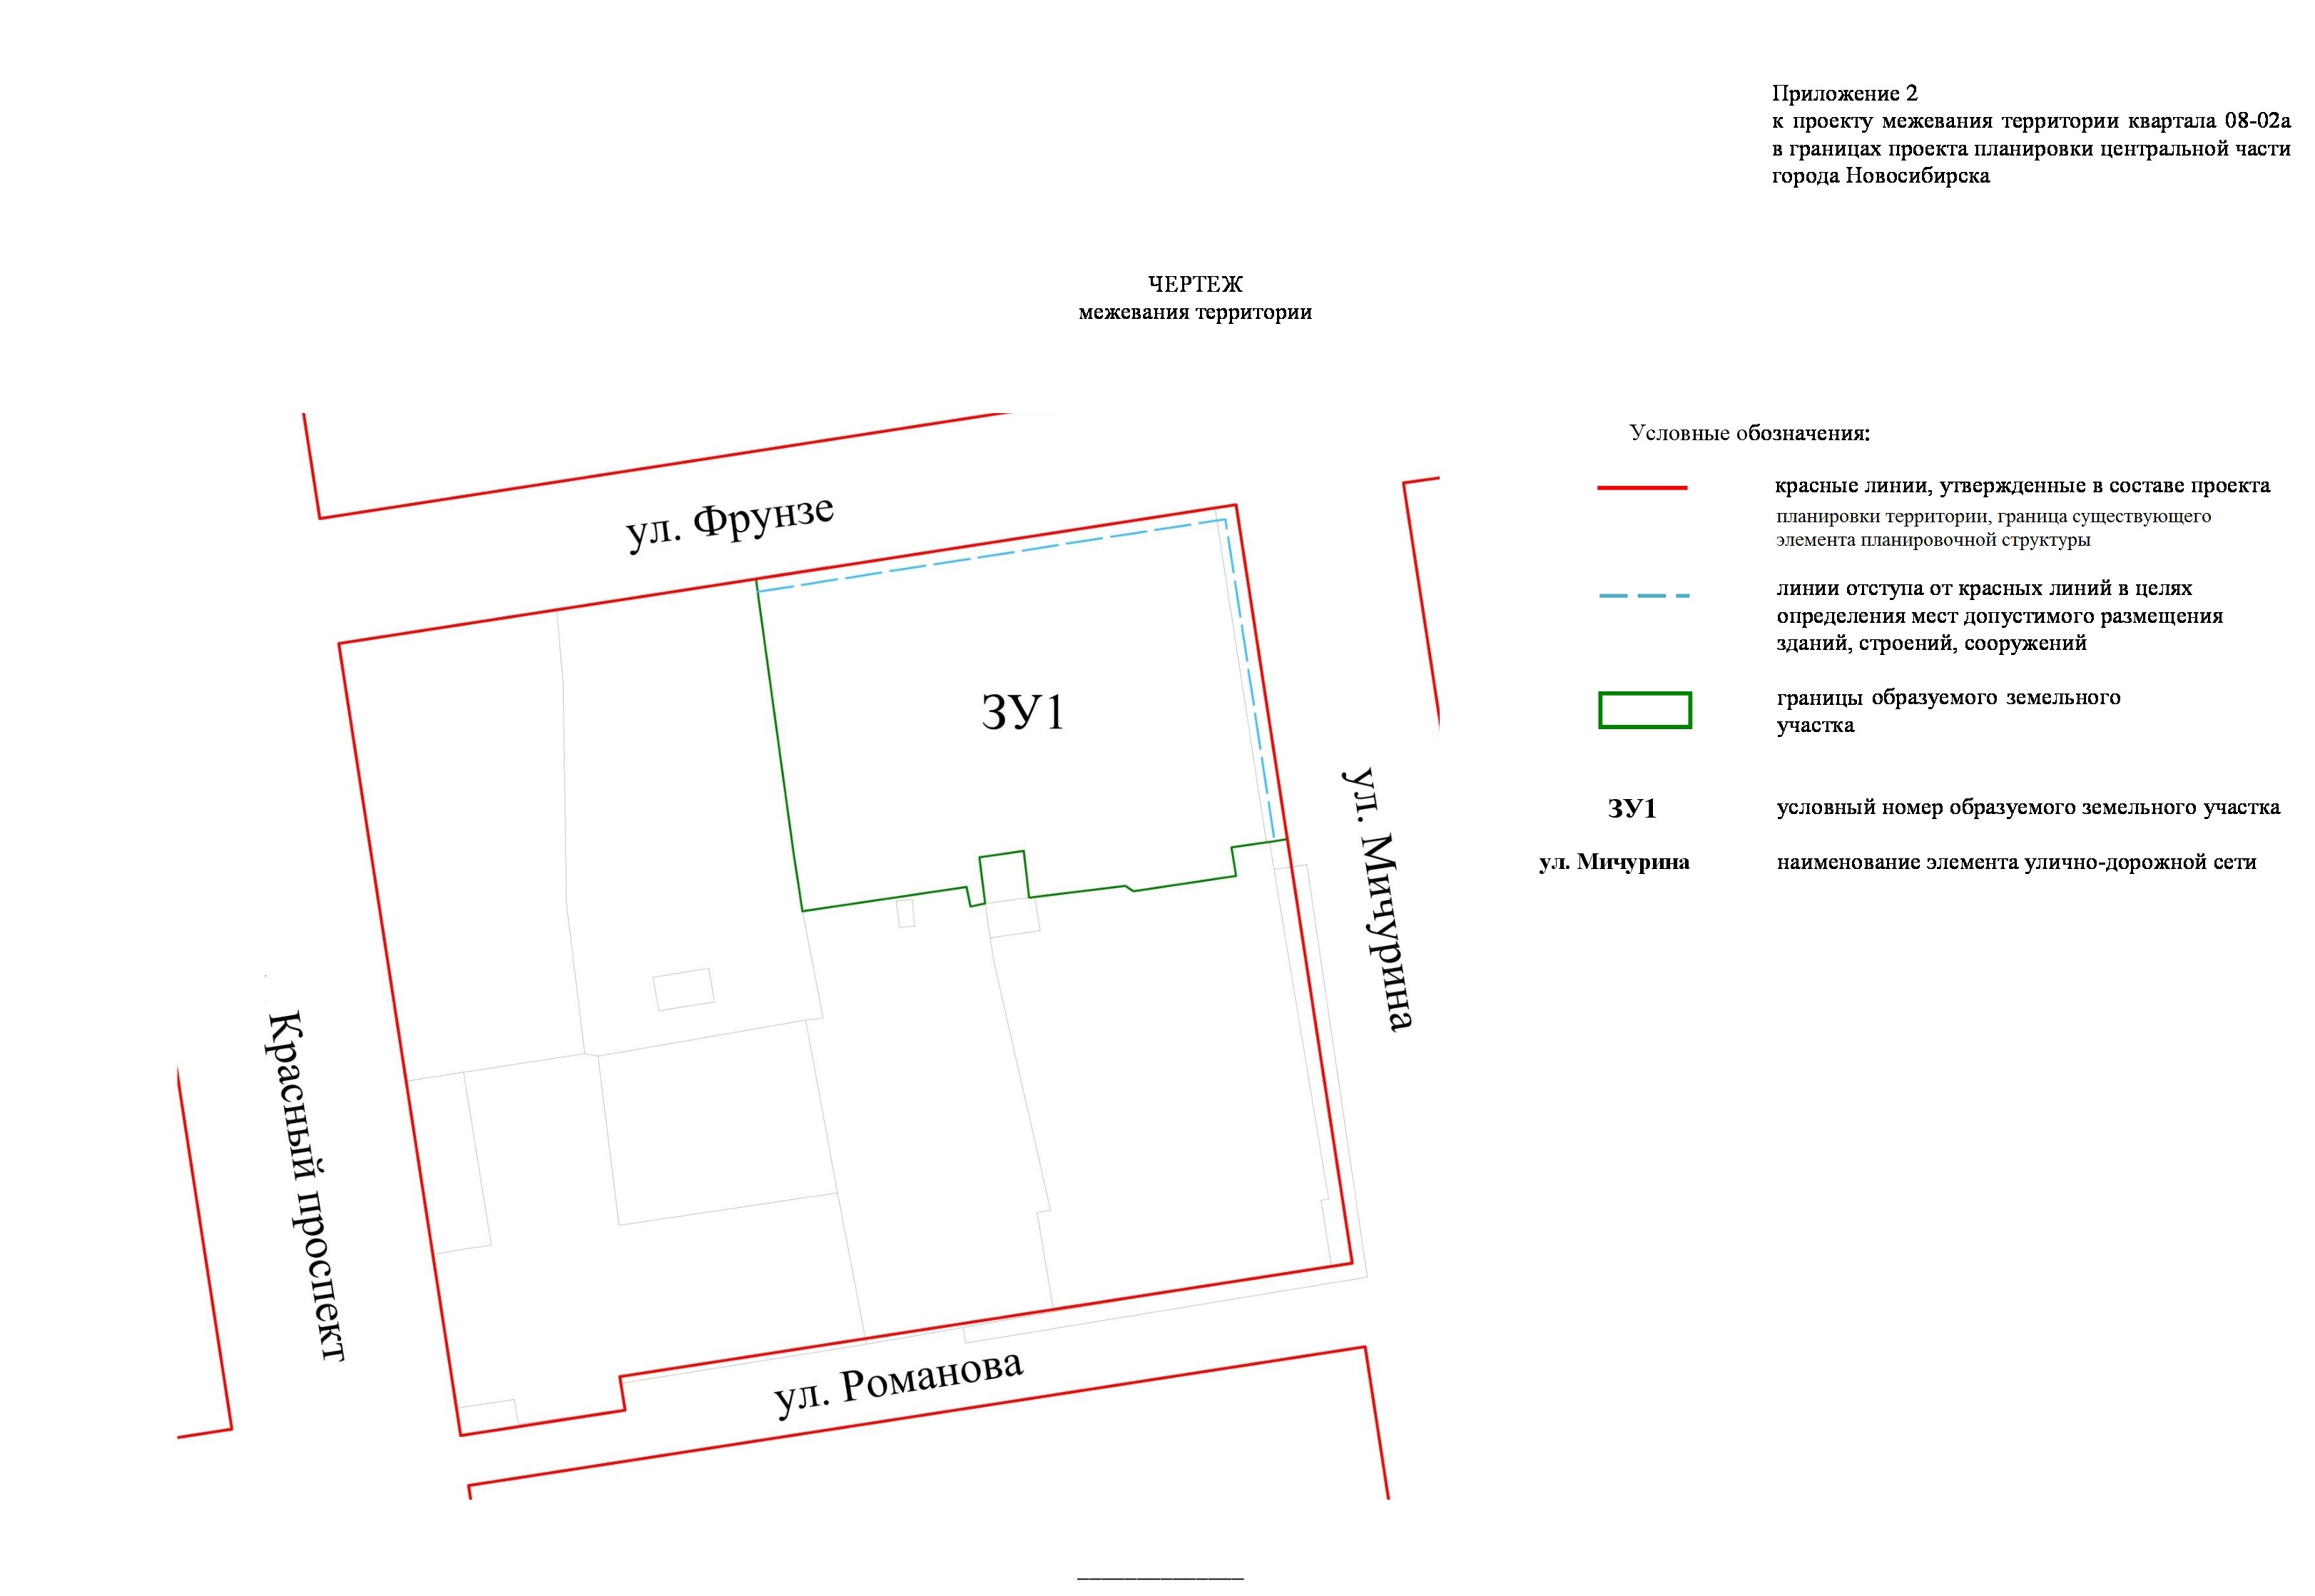 Приложение 2
к проекту межевания территории квартала 08-02а
в границах проекта планировки центральной части
города Новосибирска
ЧЕРТЕЖ
межевания территории
Условные обозначения:
красные линии, утвержденные в составе проекта
планировки территории, граница существующего
элемента планировочной структуры
линии отступа от красных линий в целях
определения мест допустимого размещения
зданий, строений, сооружений
границы образуемого земельного
участка
ЗУ1
условный номер образуемого земельного участка
ул. Мичурина
наименование элемента улично-дорожной сети
ул. Фрунзе
ЗУ1
ул. Мичурина
Красный проспект
ул. Романова